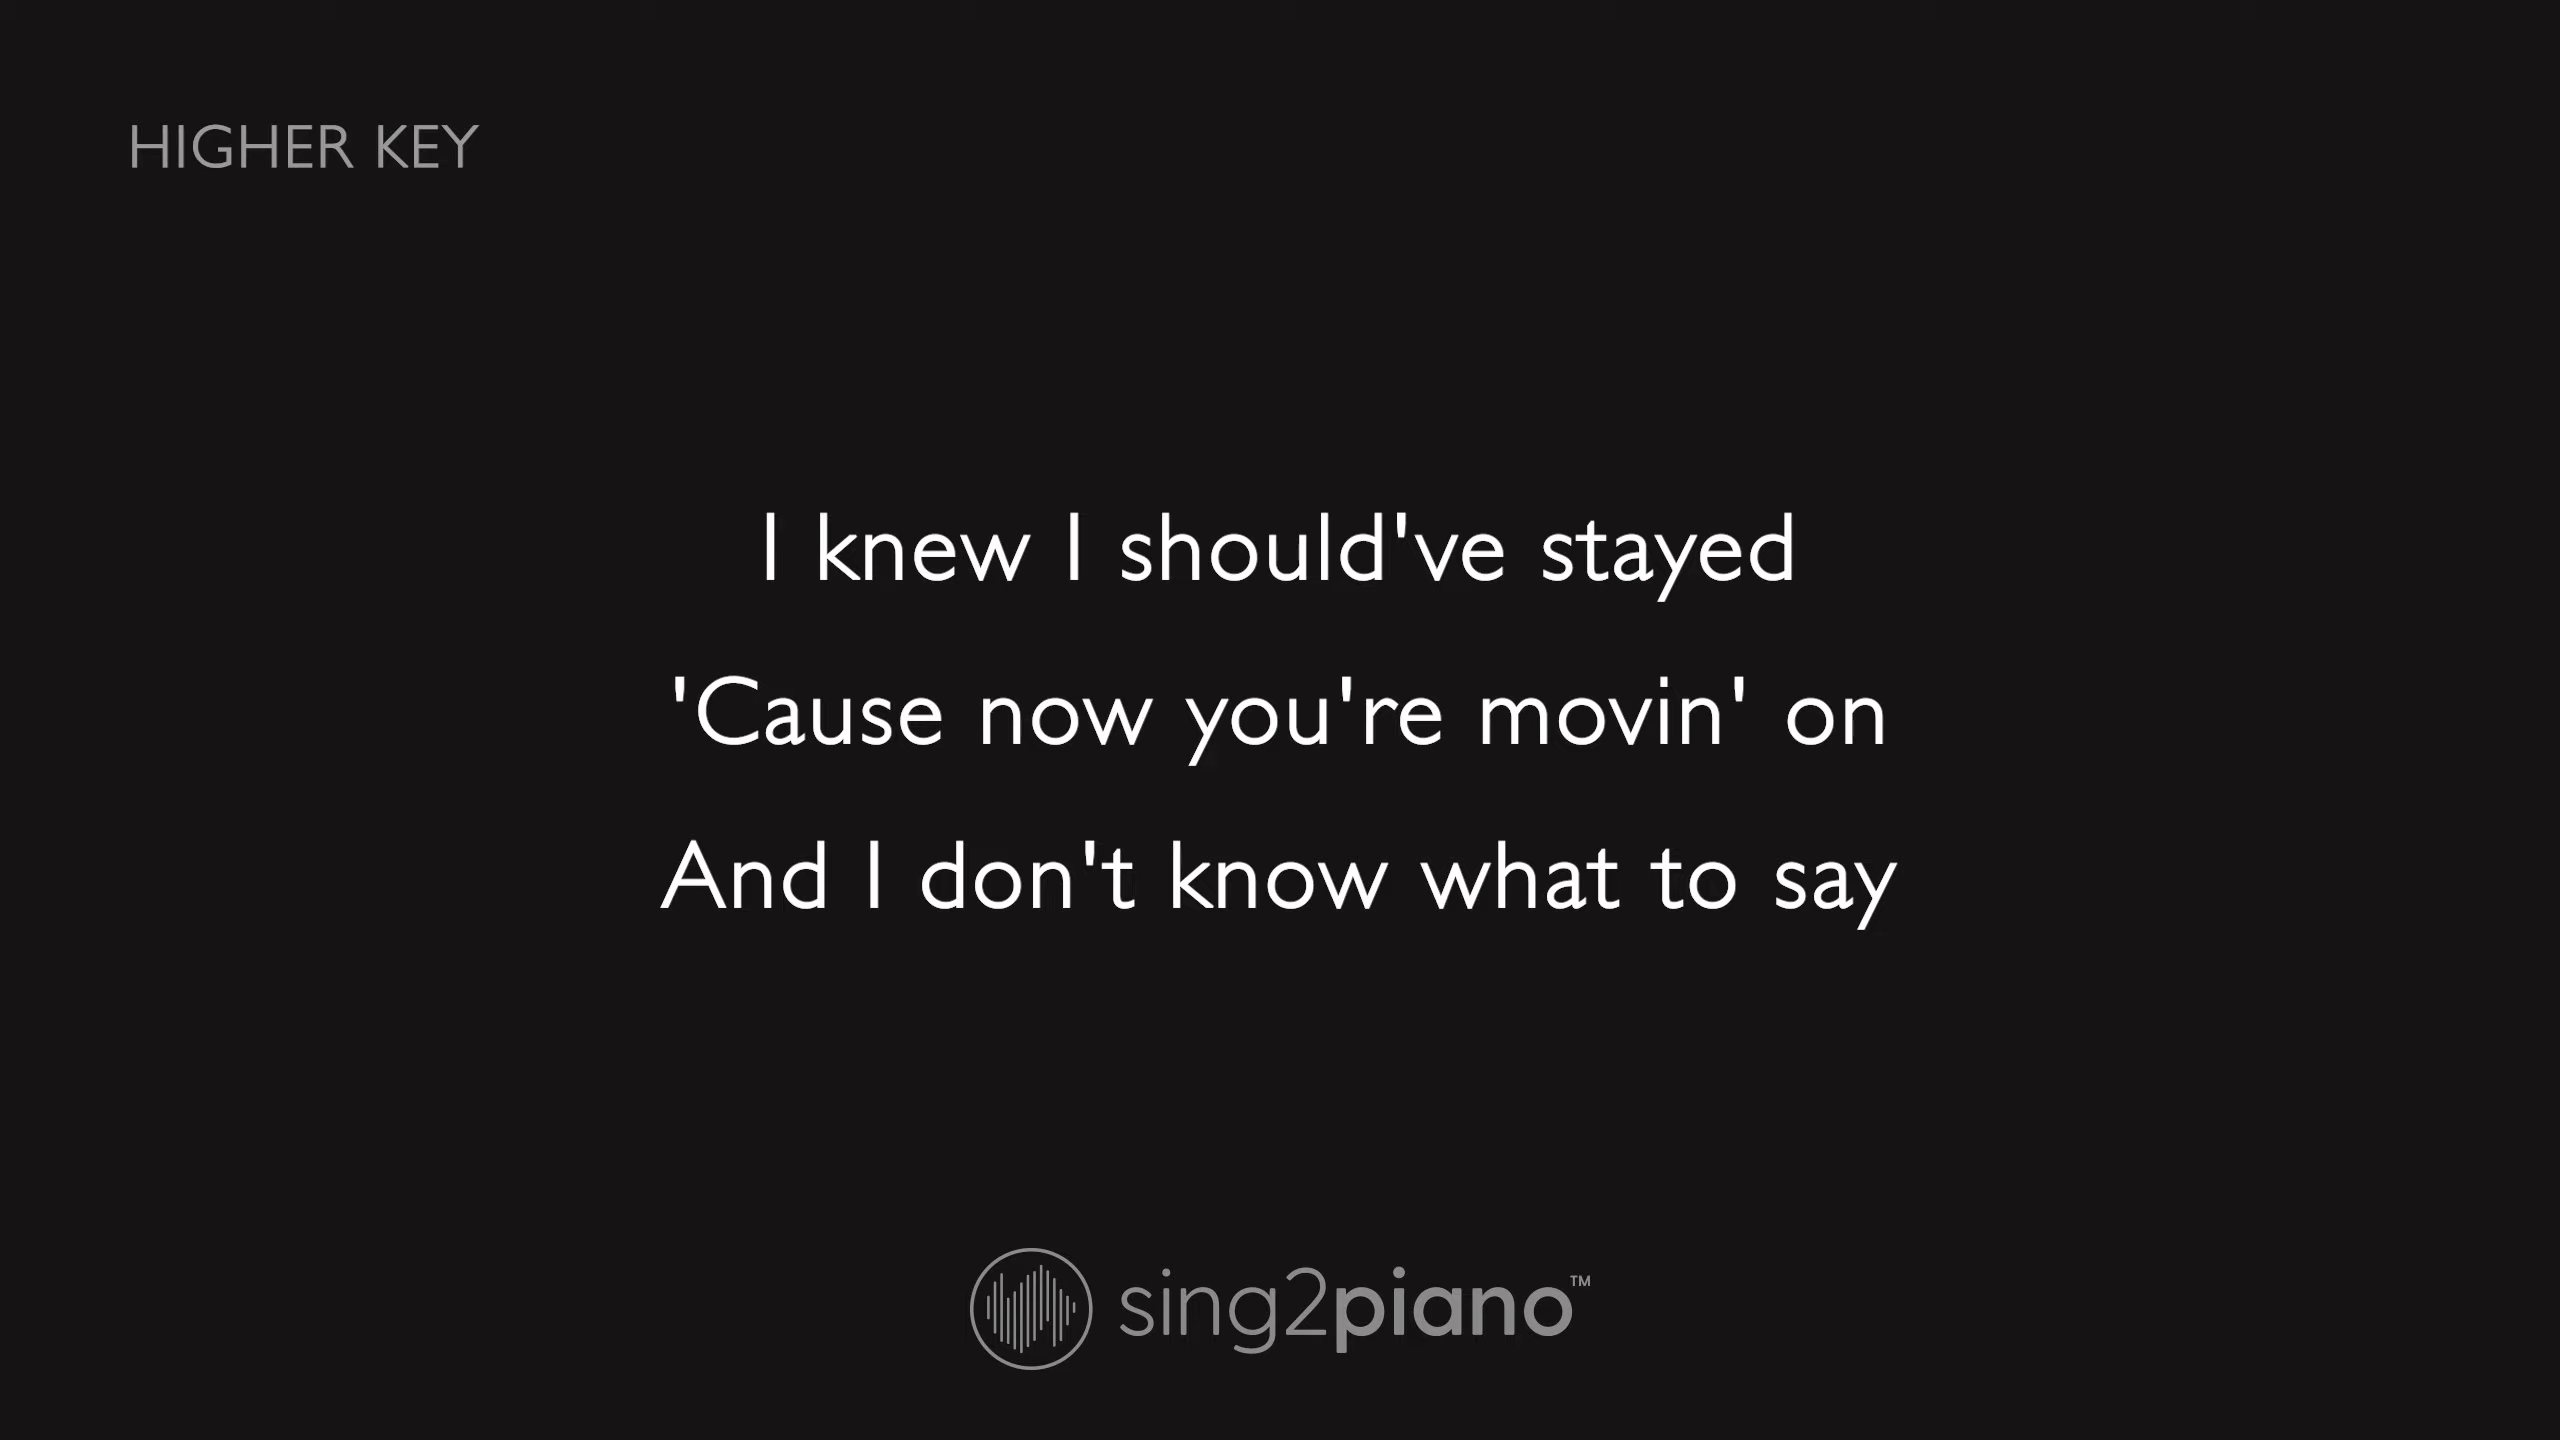 HIGHER KEY
I knew I should've stayed
'Cause now you're movin' on
And I don't know what to say
sing2piano™